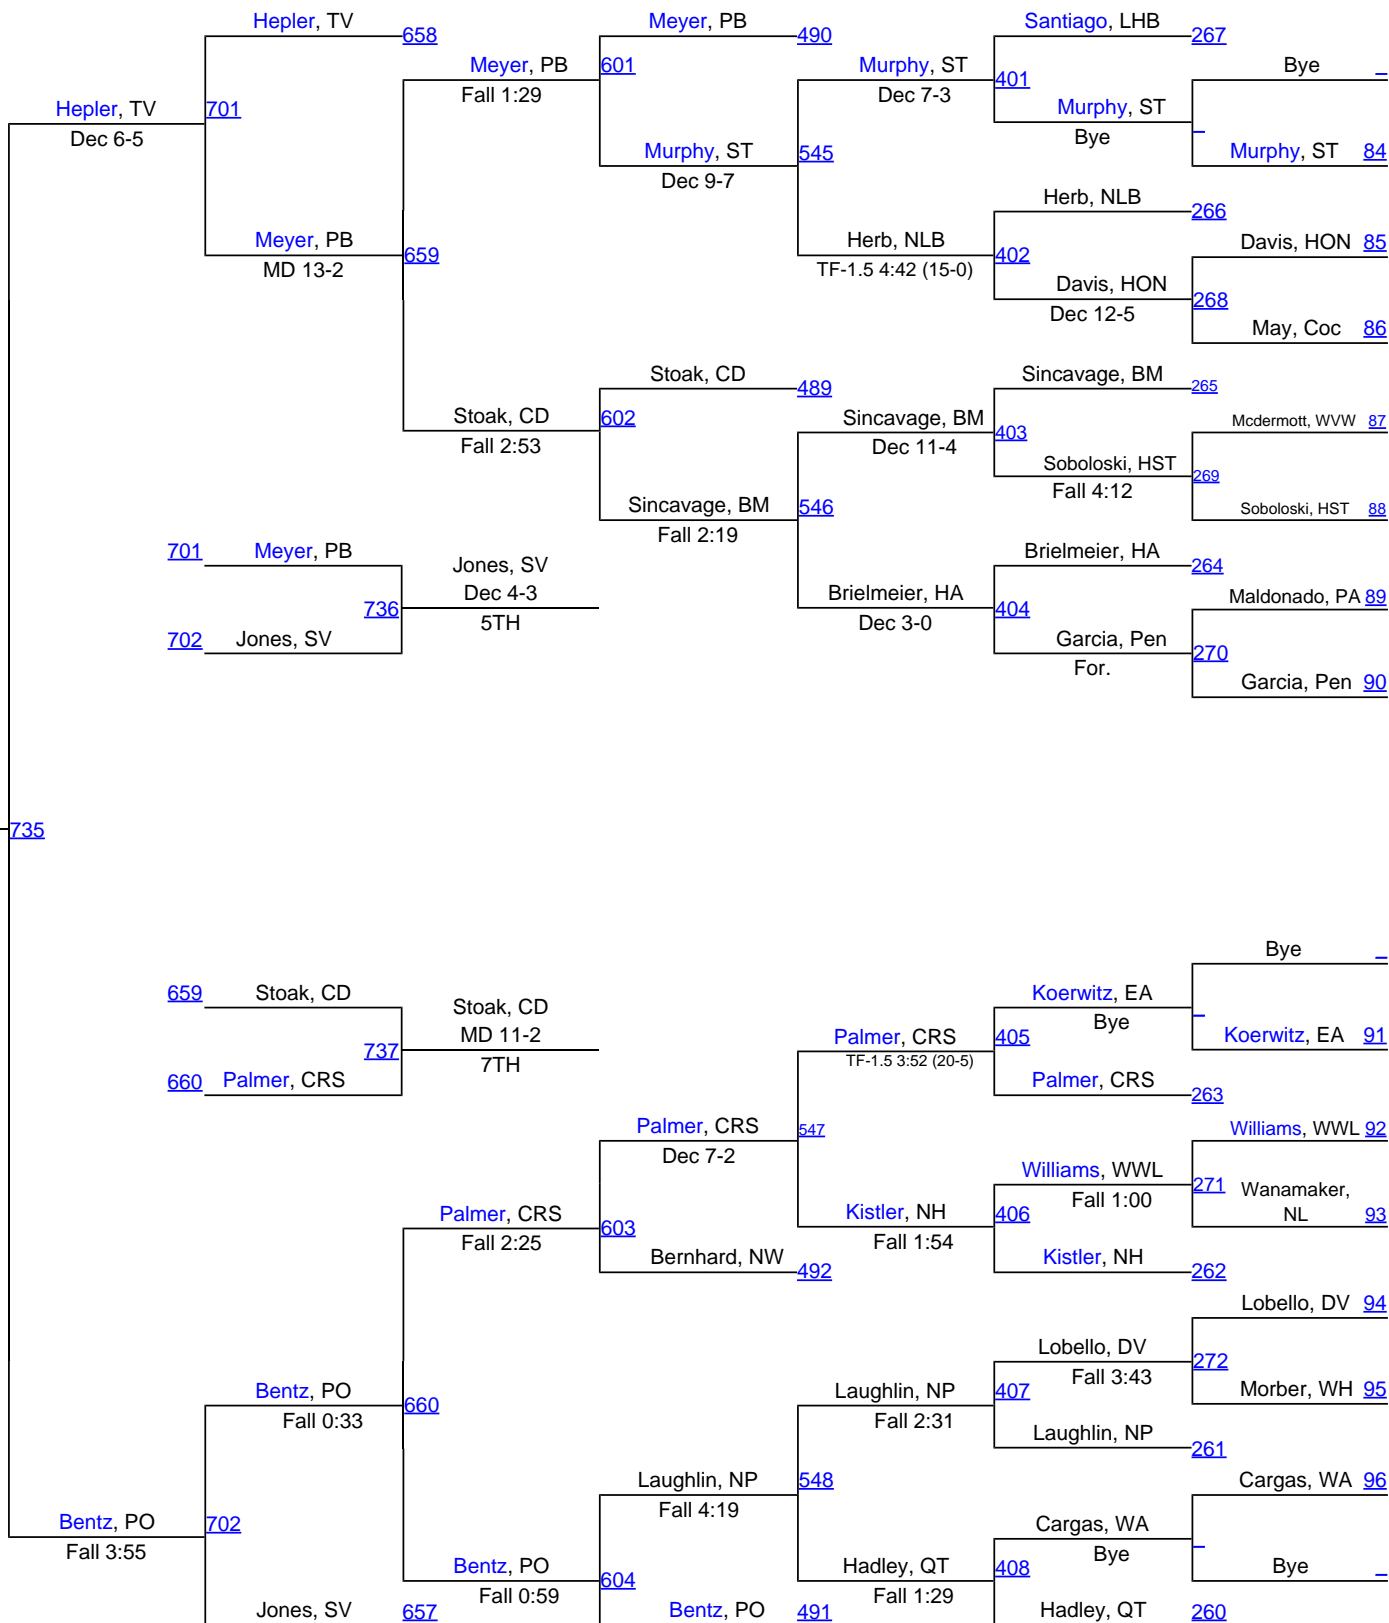 Hepler, TV
658
Meyer, PB
490
Santiago, LHB
267
Meyer, PB
601
Murphy, ST
Bye
_
Fall 1:29
Dec 7-3
401
Hepler, TV
701
Murphy, ST
Dec 6-5
Bye
_
Murphy, ST
545
Murphy, ST 84
Dec 9-7
Herb, NLB
266
Meyer, PB
659
Herb, NLB
402
Davis, HON 85
MD 13-2
TF-1.5 4:42 (15-0)
Davis, HON
268
Dec 12-5
May, Coc 86
Stoak, CD
489
Sincavage, BM
265
Stoak, CD
602
Sincavage, BM
403
Mcdermott, WVW 87
Fall 2:53
Dec 11-4
Soboloski, HST
269
Fall 4:12
Sincavage, BM
546
Soboloski, HST 88
Fall 2:19
701
Meyer, PB
Brielmeier, HA
264
Jones, SV
Dec 4-3
736
5TH
Brielmeier, HA
404
Maldonado, PA 89
Dec 3-0
702
Jones, SV
Garcia, Pen
270
For.
Garcia, Pen 90
735
Bye
_
659
Stoak, CD
Stoak, CD
Koerwitz, EA
MD 11-2
Bye
_
737
7TH
Palmer, CRS
405
Koerwitz, EA 91
TF-1.5 3:52 (20-5)
660
Palmer, CRS
Palmer, CRS
263
Palmer, CRS
547
Williams, WWL 92
Dec 7-2
Williams, WWL
271
Wanamaker,
NL
93
Fall 1:00
Palmer, CRS
603
Kistler, NH
406
Fall 2:25
Fall 1:54
Bernhard, NW
492
Kistler, NH
262
Lobello, DV 94
Lobello, DV
272
Fall 3:43
Bentz, PO
660
Laughlin, NP
407
Morber, WH 95
Fall 0:33
Fall 2:31
Laughlin, NP
261
Laughlin, NP
548
Cargas, WA 96
Fall 4:19
Bentz, PO
702
Cargas, WA
_
Fall 3:55
Bye
Bentz, PO
604
Hadley, QT
408
Bye
_
Fall 0:59
Fall 1:29
Jones, SV
657
Bentz, PO
491
Hadley, QT
260